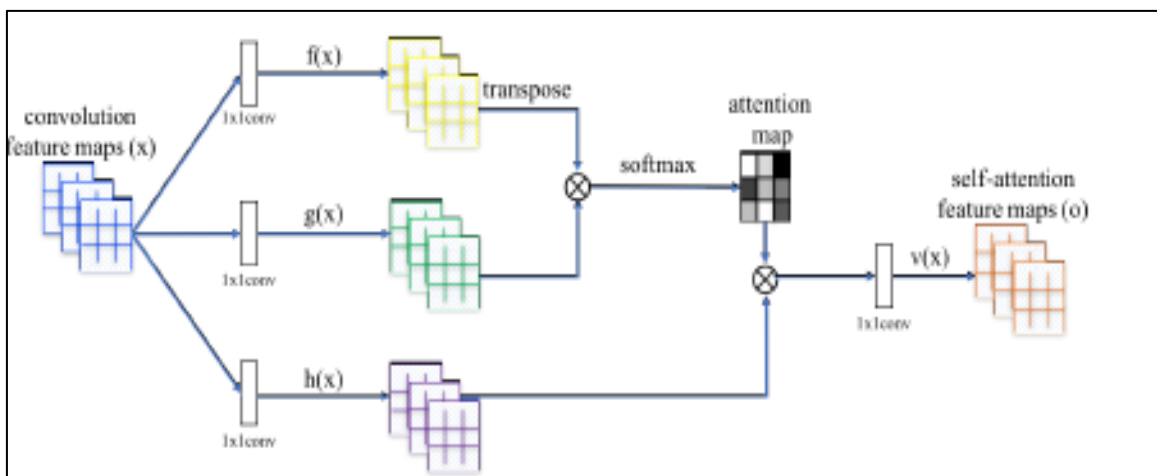 f(x)
1x1conv
transpose
convolution
feature maps (x)
attention
map
softmax
g(x)
1x1conv
self-attention
feature maps (o)
v(x)
1x1conv
h(x)
1x1conv